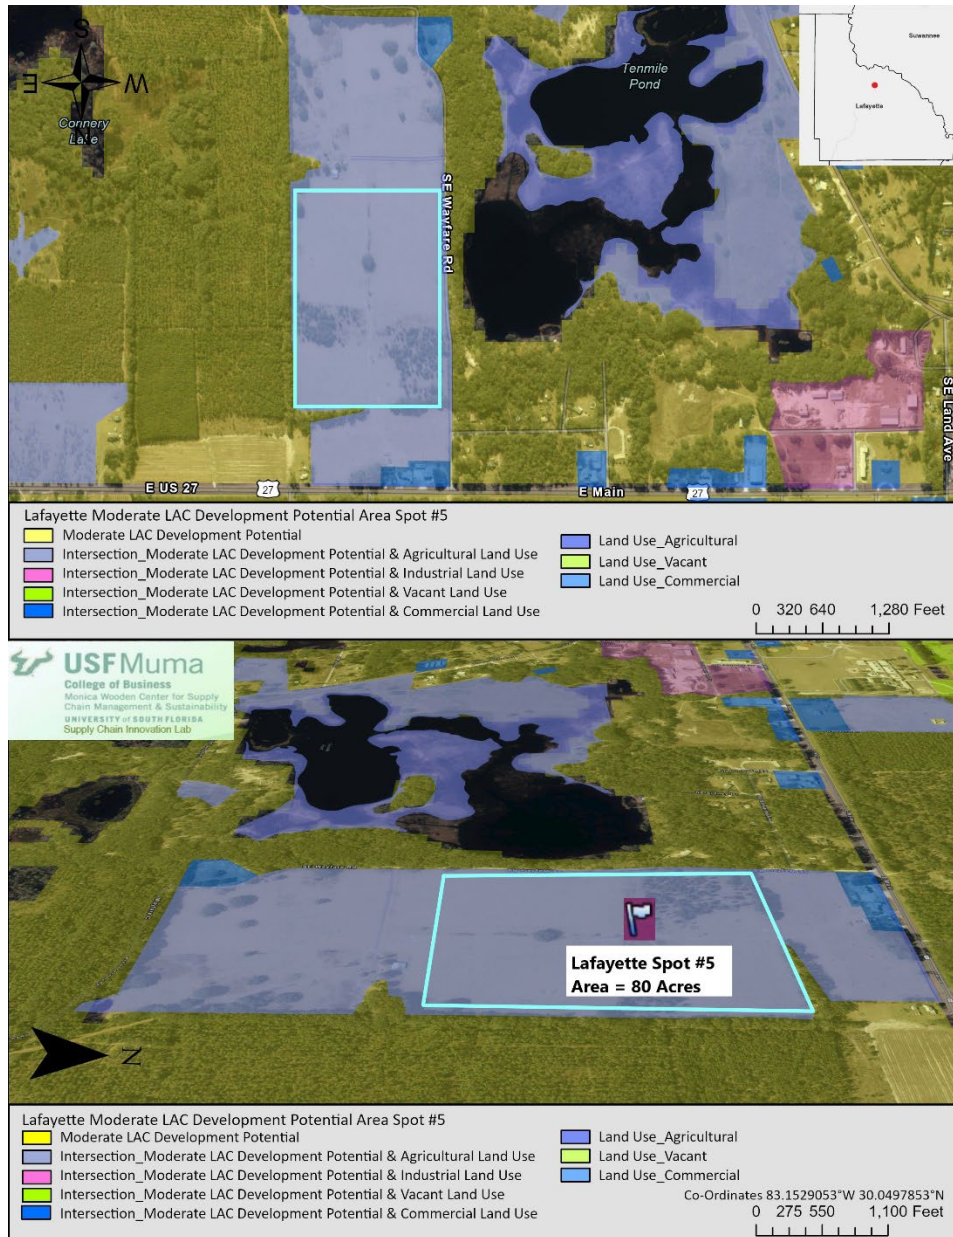 S
E
W
N
Connery
Lake
Tenmile
Pond
Suwannee
Lafayette
SE Wayfare Rd
SE Land Ave
E US 27
27
E Main
27
Lafayette Moderate LAC Development Potential Area Spot #5
Moderate LAC Development Potential
Intersection_Moderate LAC Development Potential & Agricultural Land Use
Intersection_Moderate LAC Development Potential & Industrial Land Use
Intersection_Moderate LAC Development Potential & Vacant Land Use
Intersection_Moderate LAC Development Potential & Commercial Land Use
Land Use_Agricultural
Land Use_Vacant
Land Use_Commercial
0 320 640 1,280 Feet
USF Muma
College of Business
Monica Wooden Center for Supply
Chain Management & Sustainability
UNIVERSITY of SOUTH FLORIDA
Supply Chain Innovation Lab
Lafayette Spot #5
Area = 80 Acres
N
Lafayette Moderate LAC Development Potential Area Spot #5
Moderate LAC Development Potential
Intersection_Moderate LAC Development Potential & Agricultural Land Use
Intersection_Moderate LAC Development Potential & Industrial Land Use
Intersection_Moderate LAC Development Potential & Vacant Land Use
Intersection_Moderate LAC Development Potential & Commercial Land Use
Land Use_Agricultural
Land Use_Vacant
Land Use_Commercial
Co-Ordinates 83.1529053°W 30.0497853°N
0 275 550 1,100 Feet